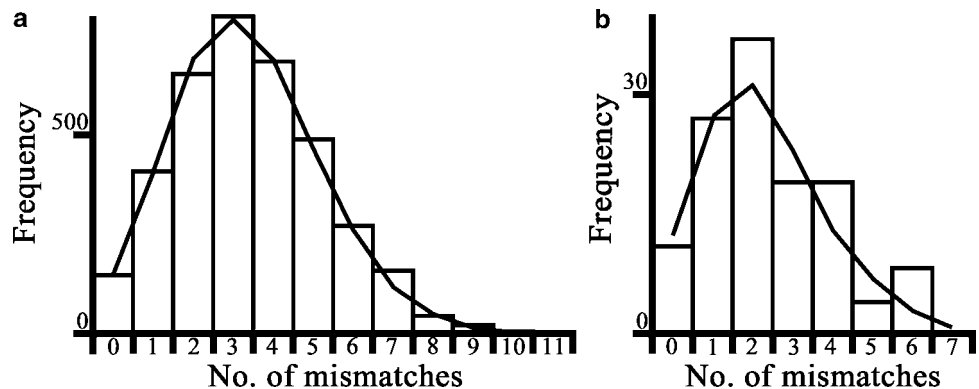 a
Frequency
500
0
0 1 2 3 4 5 6 7 8 9 10 11
No. of mismatches
b
Frequency
30
0
0 1 2 3 4 5 6 7
No. of mismatches